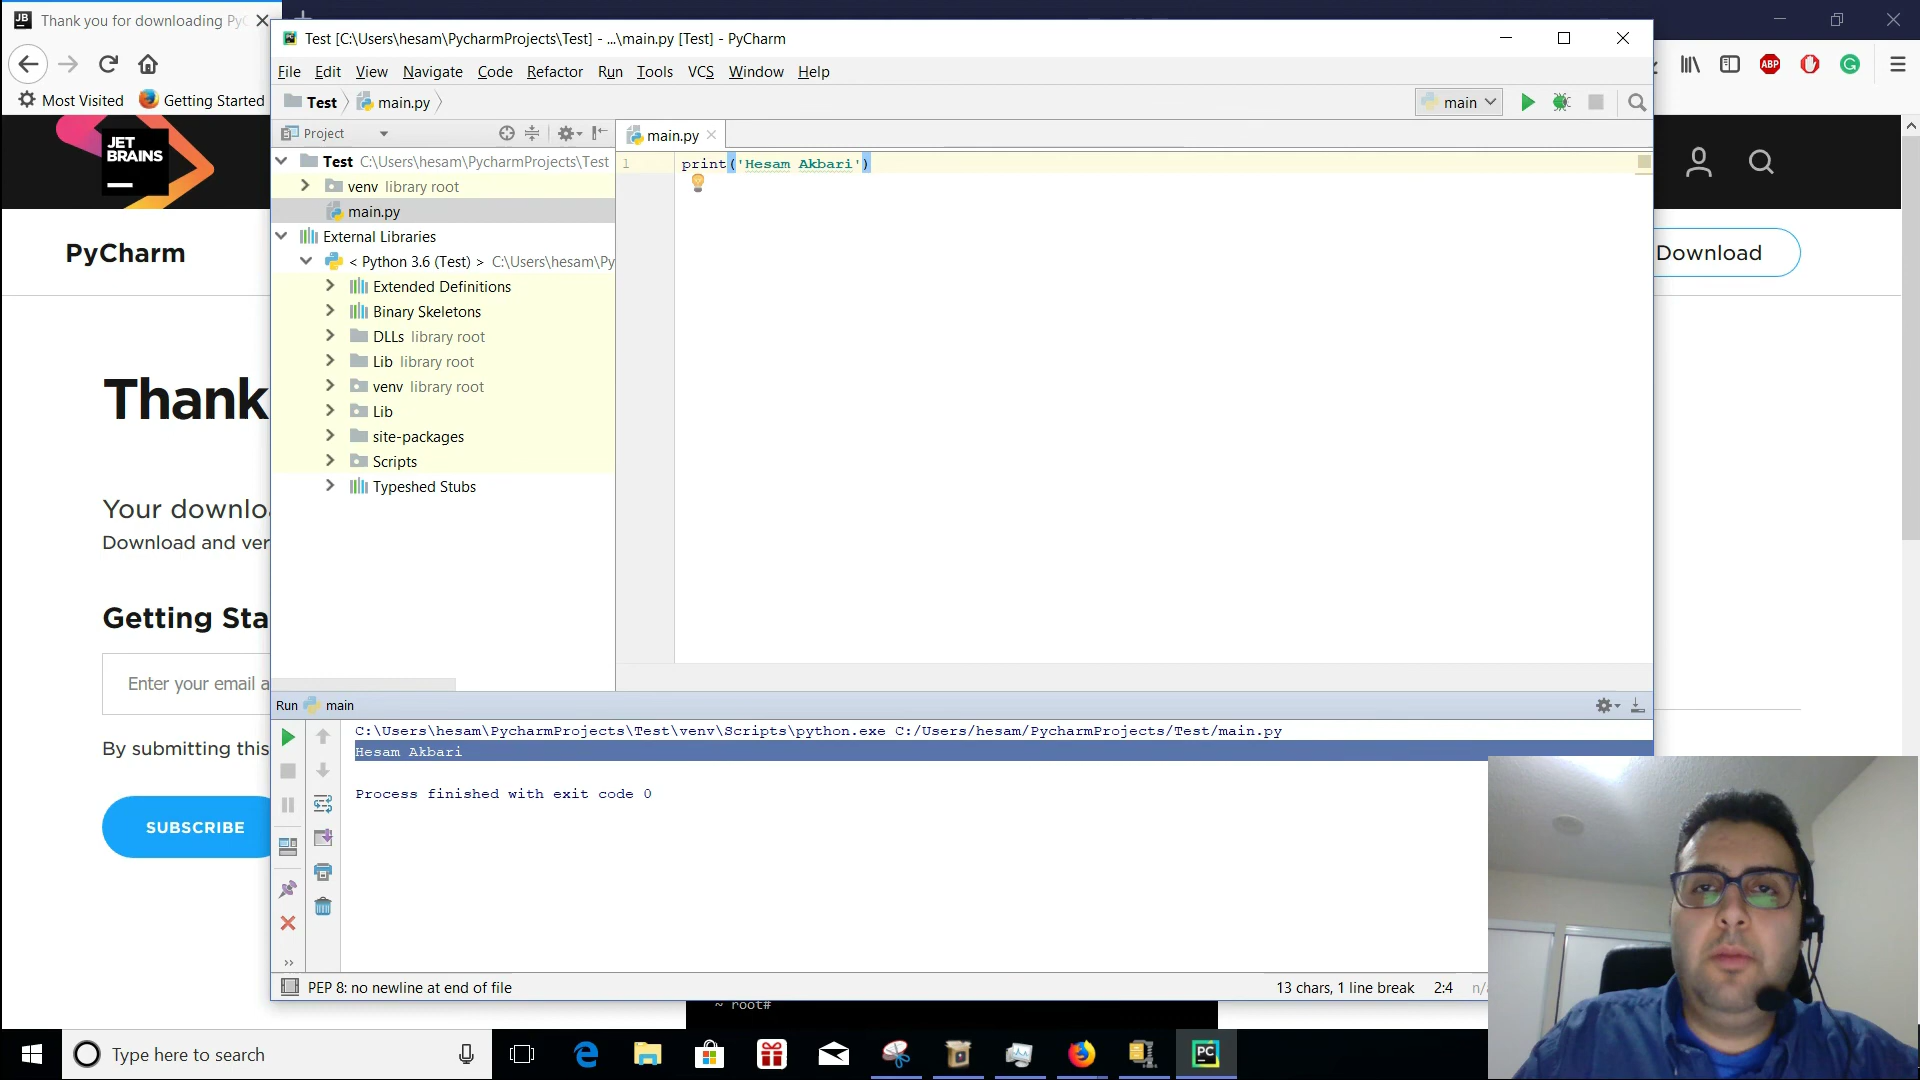 Thank you for downloading PyC
Most Visited
Getting Started
Test [C:\Users\hesam\PycharmProjects\Test] - ...\main.py [Test] - PyCharm
File Edit View Navigate Code Refactor Run Tools VCS Window Help
Test main.py
main
ABP
JET
BRAINS
PyCharm
Download
Thank
Your downlo
Download and ver
Getting Sta
Enter your email a
By submitting this
SUBSCRIBE
Project
Test C:\Users\hesam\PycharmProjects\Test
venv library root
main.py
External Libraries
< Python 3.6 (Test) > C:\Users\hesam\Py
Extended Definitions
Binary Skeletons
DLLs library root
Lib library root
venv library root
Lib
site-packages
Scripts
Typeshed Stubs
main.py
1 print('Hesam Akbari')
Run main
C:\Users\hesam\PycharmProjects\Test\venv\Scripts\python.exe C:/Users/hesam/PycharmProjects/Test/main.py
Hesam Akbari
Process finished with exit code 0
PEP 8: no newline at end of file
13 chars, 1 line break 2:4 n/
~ root#
Type here to search
PC